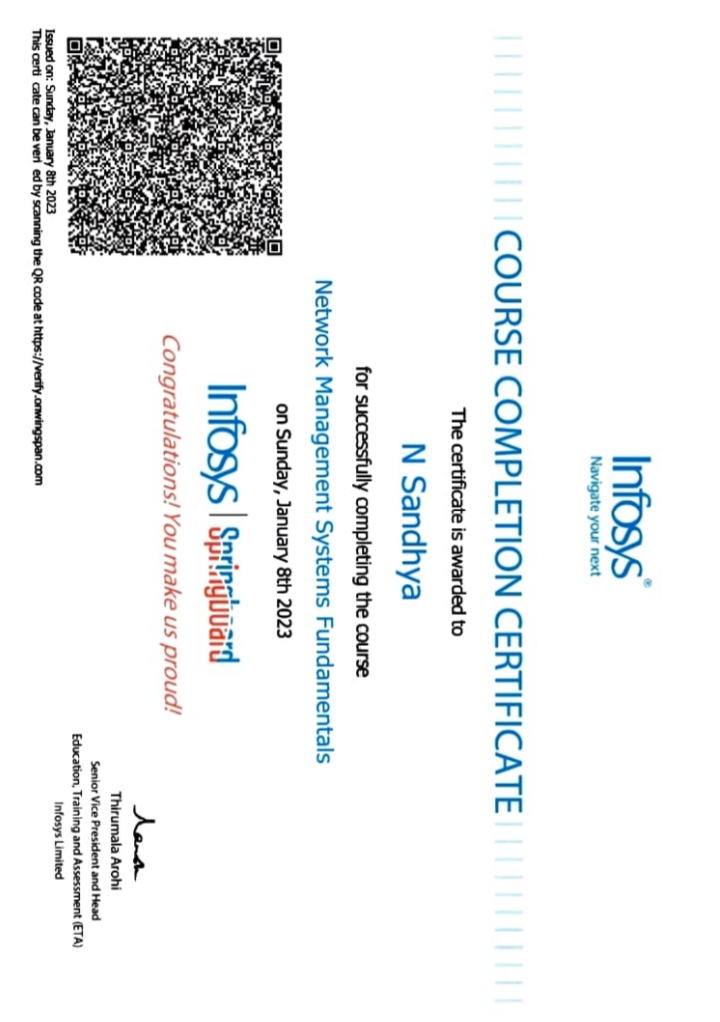 Infosys®
Navigate your next
COURSE COMPLETION CERTIFICATE
The certificate is awarded to
N Sandhya
for successfully completing the course
Network Management Systems Fundamentals
on Sunday, January 8th 2023
Infosys | Springboard
Congratulations! You make us proud!
Thirumala Arohi
Senior Vice President and Head
Education, Training and Assessment (ETA)
Infosys Limited
Issued on: Sunday, January 8th 2023
This certi cate can be veri ed by scanning the QR code at https://verify.onwingspan.com